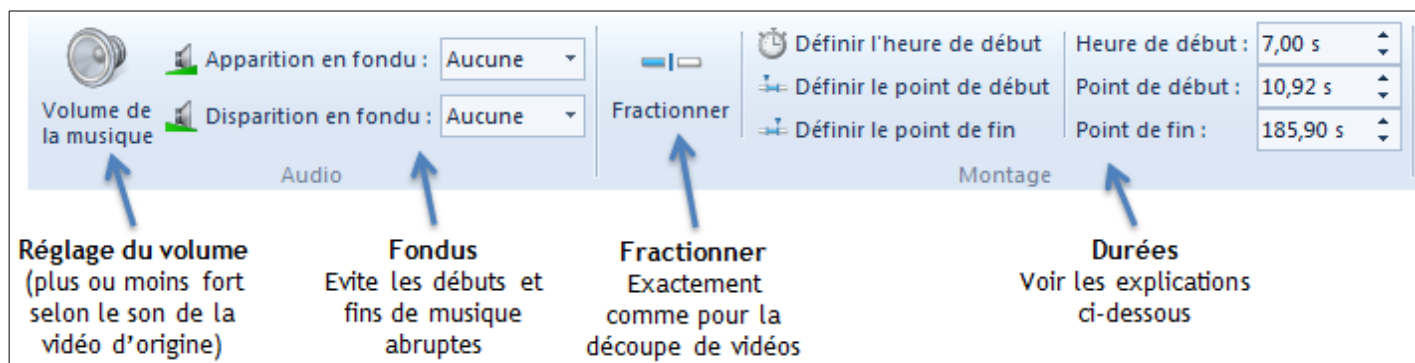 Volume de
la musique
Apparition en fondu : Aucune
Disparition en fondu : Aucune
Audio
Fractionner
Définir l'heure de début
Définir le point de début
Définir le point de fin
Heure de début : 7,00 s
Point de début : 10,92 s
Point de fin : 185,90 s
Montage
Réglage du volume
(plus ou moins fort
selon le son de la
vidéo d’origine)
Fondus
Evite les débuts et
fins de musique
abruptes
Fractionner
Exactement
comme pour la
découpe de vidéos
Durées
Voir les explications
ci-dessous